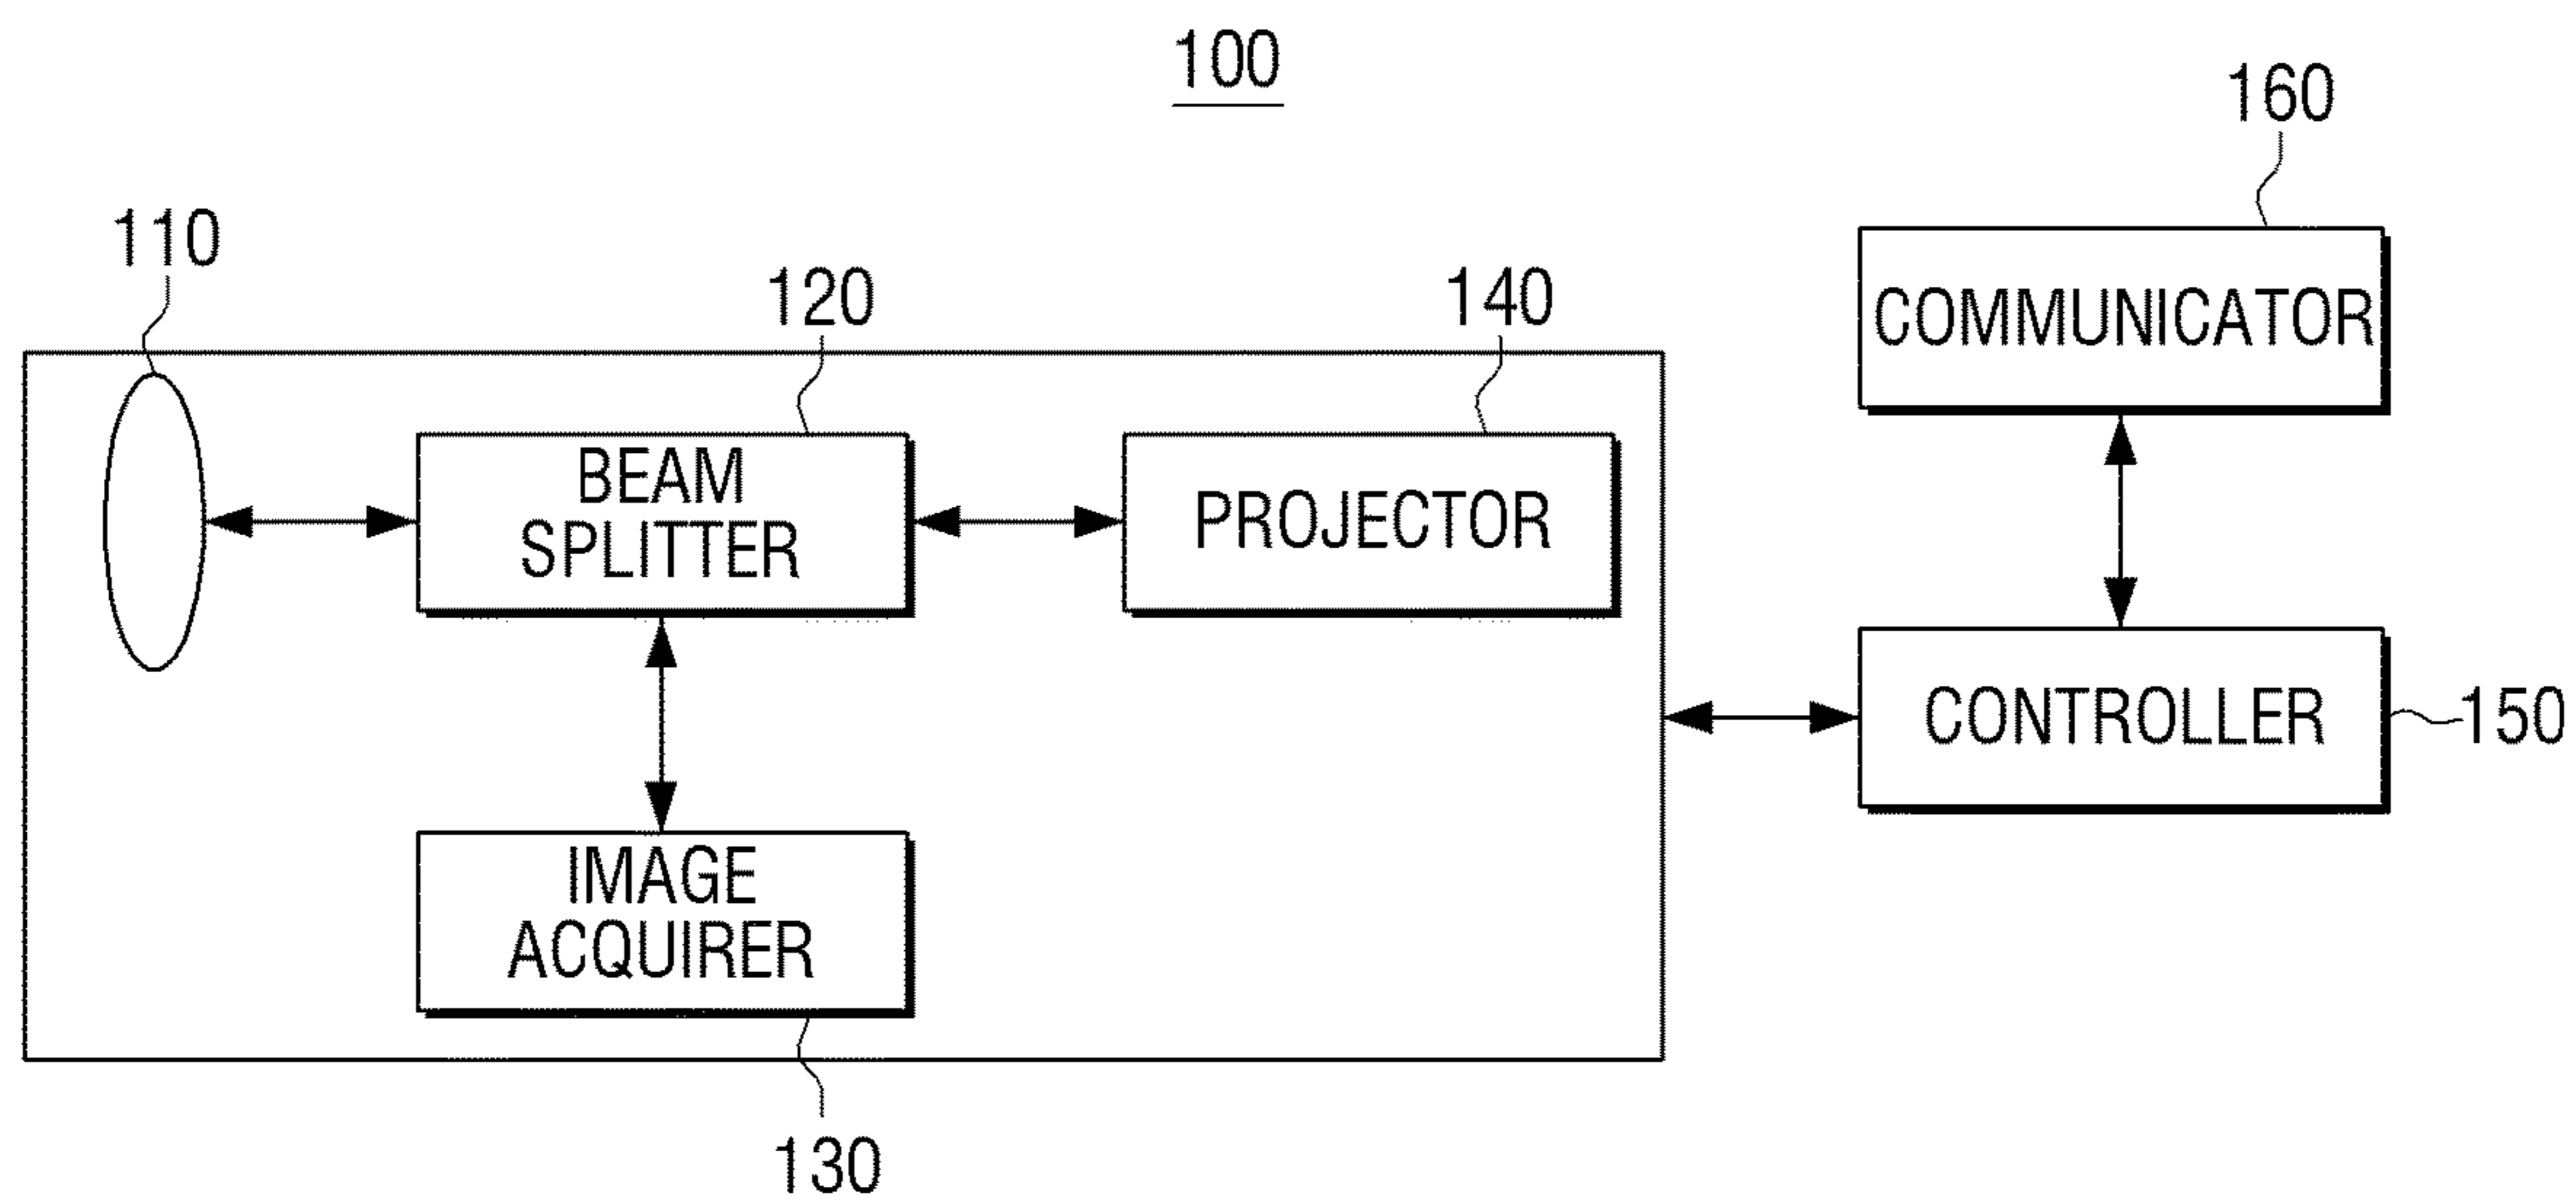 100
160
110
120
140
COMMUNICATOR
BEAM
SPLITTER
PROJECTOR
CONTROLLER
150
IMAGE
ACQUIRER
130